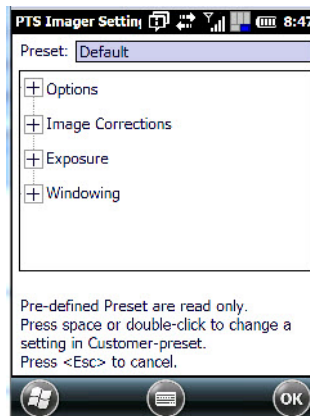 PTS Imager Settin 8:47
Preset: Default
Options
Image Corrections
Exposure
Windowing
Pre-defined Preset are read only.
Press space or double-click to change a
setting in Customer-preset.
Press <Esc> to cancel.
OK